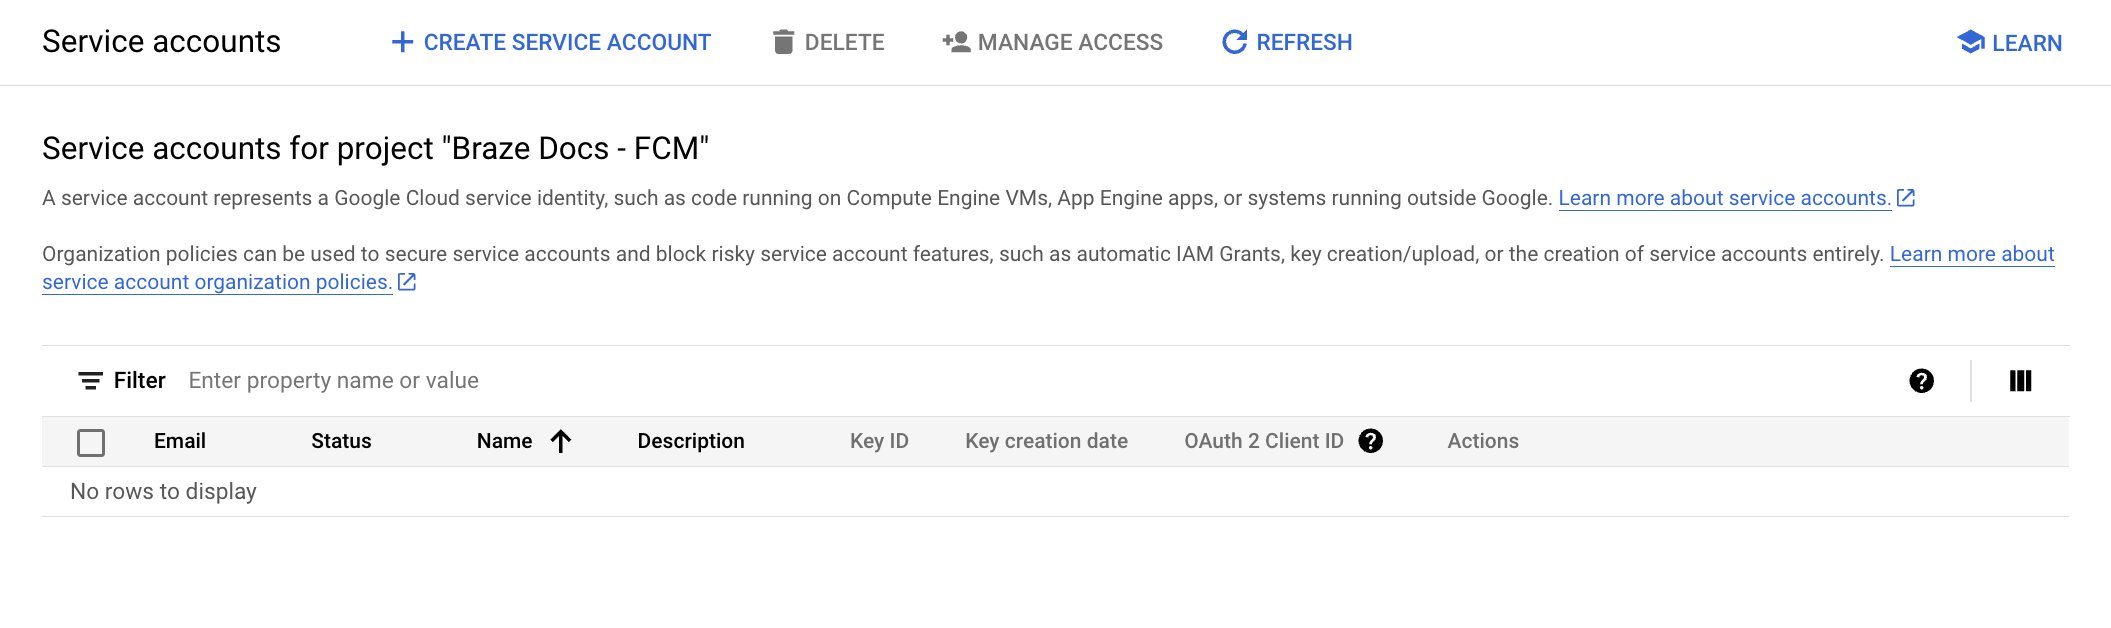 Service accounts
CREATE SERVICE ACCOUNT
DELETE
MANAGE ACCESS
REFRESH
LEARN
Service accounts for project "Braze Docs - FCM"
A service account represents a Google Cloud service identity, such as code running on Compute Engine VMs, App Engine apps, or systems running outside Google. Learn more about service accounts.
Organization policies can be used to secure service accounts and block risky service account features, such as automatic IAM Grants, key creation/upload, or the creation of service accounts entirely. Learn more about
service account organization policies.
Filter Enter property name or value
Email Status Name Description Key ID Key creation date OAuth 2 Client ID Actions
No rows to display